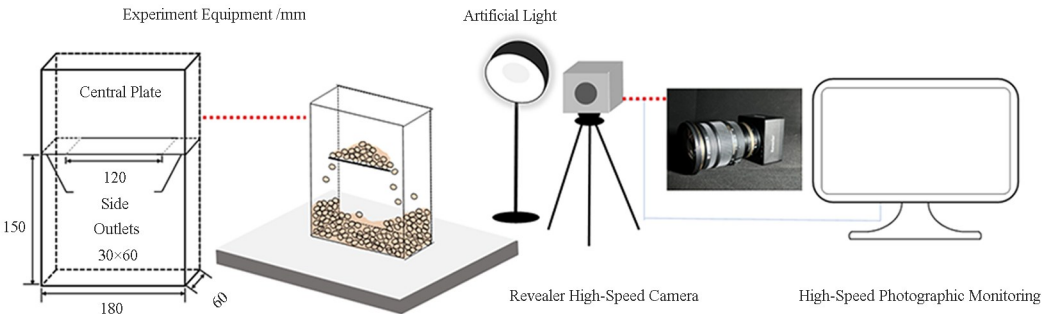 Experiment Equipment /mm
Artificial Light
Central Plate
120
Side
Outlets
30×60
150
180
60
Revealer High-Speed Camera
High-Speed Photographic Monitoring